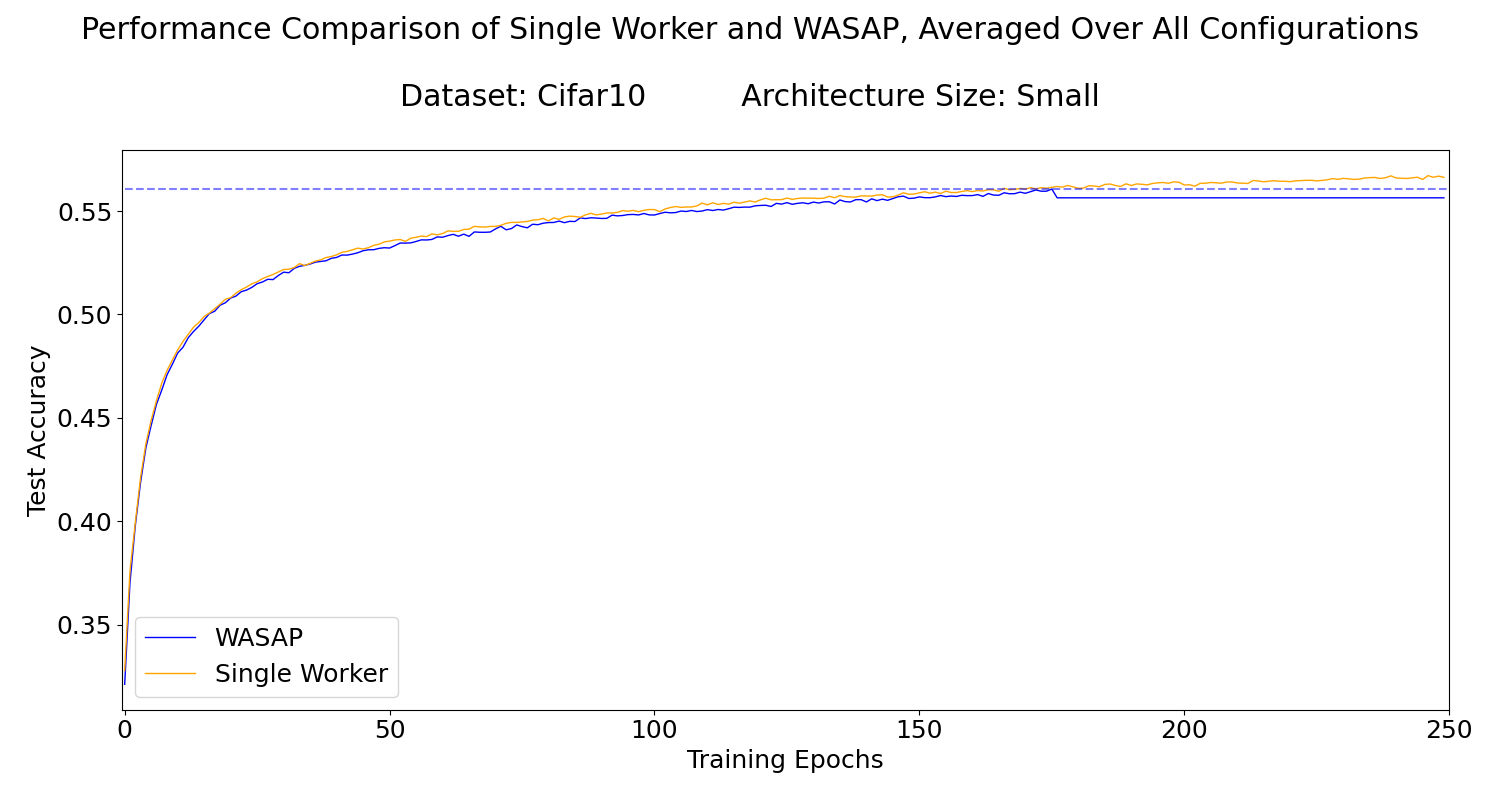 Performance Comparison of Single Worker and WASAP, Averaged Over All Configurations
Dataset: Cifar10 Architecture Size: Small
0.55
0.50
0.45
0.40
0.35
Test Accuracy
WASAP
Single Worker
0 50 100 150 200 250
Training Epochs